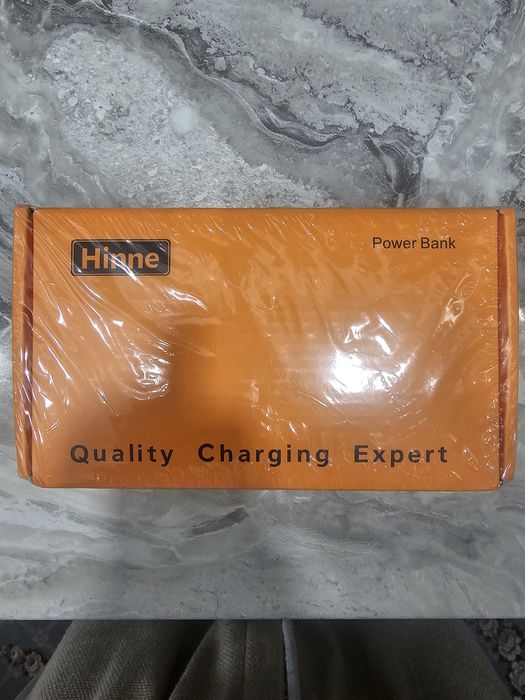 Hinne
Power Bank
Quality Charging Expert